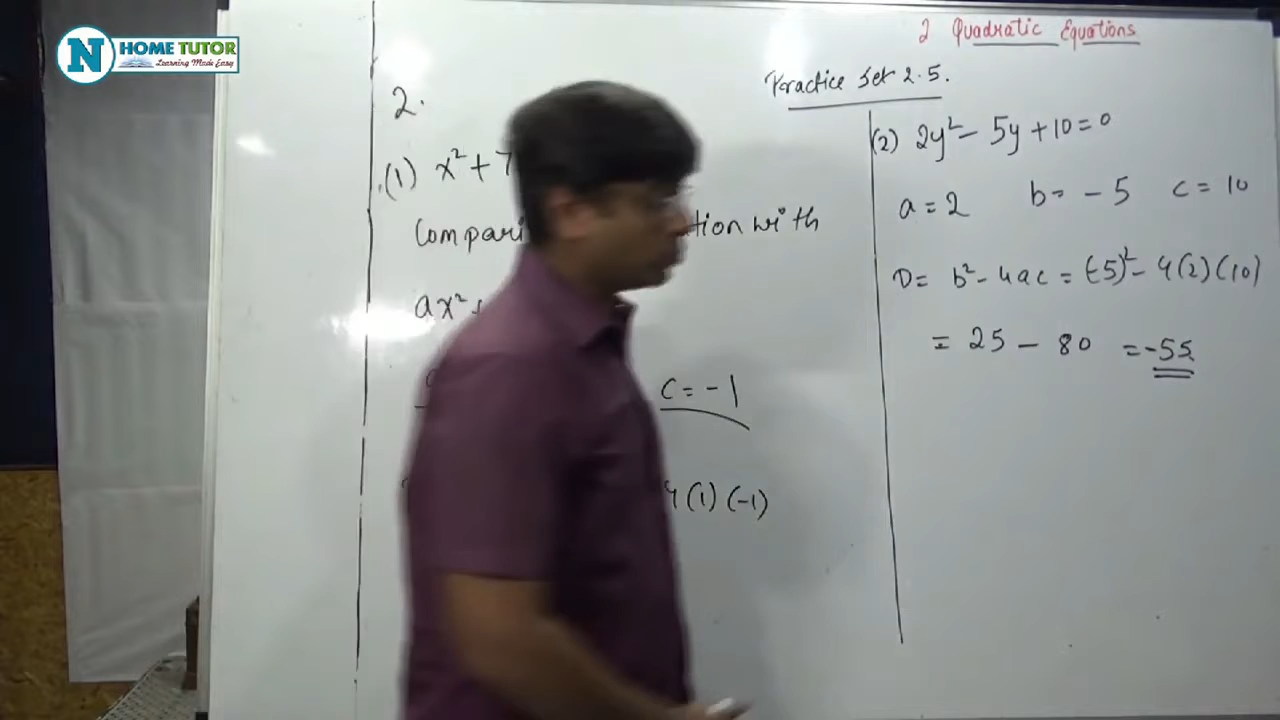 N HOME TUTOR
Learning Made Easy
2 Quadratic Equations
Practice Set 2.5.
2.
(1) x² + 7
Compari tion with
ax² +
c = -1
4 (1) (-1)
(2) 2y² - 5y + 10 = 0
a = 2 b = - 5 c = 10
D = b² - 4ac = (-5)² - 4(2)(10)
= 25 - 80 = -55